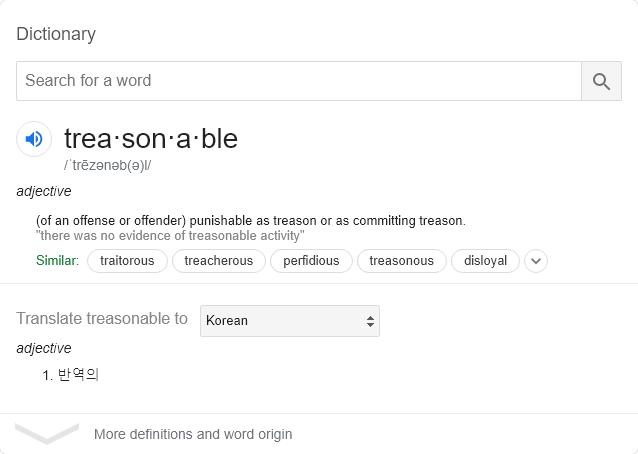 Dictionary
Search for a word
trea·son·a·ble
/ˈtrēzənəb(ə)l/
adjective
(of an offense or offender) punishable as treason or as committing treason.
"there was no evidence of treasonable activity"
Similar: traitorous treacherous perfidious treasonous disloyal
Translate treasonable to Korean
adjective
1. 반역의
More definitions and word origin